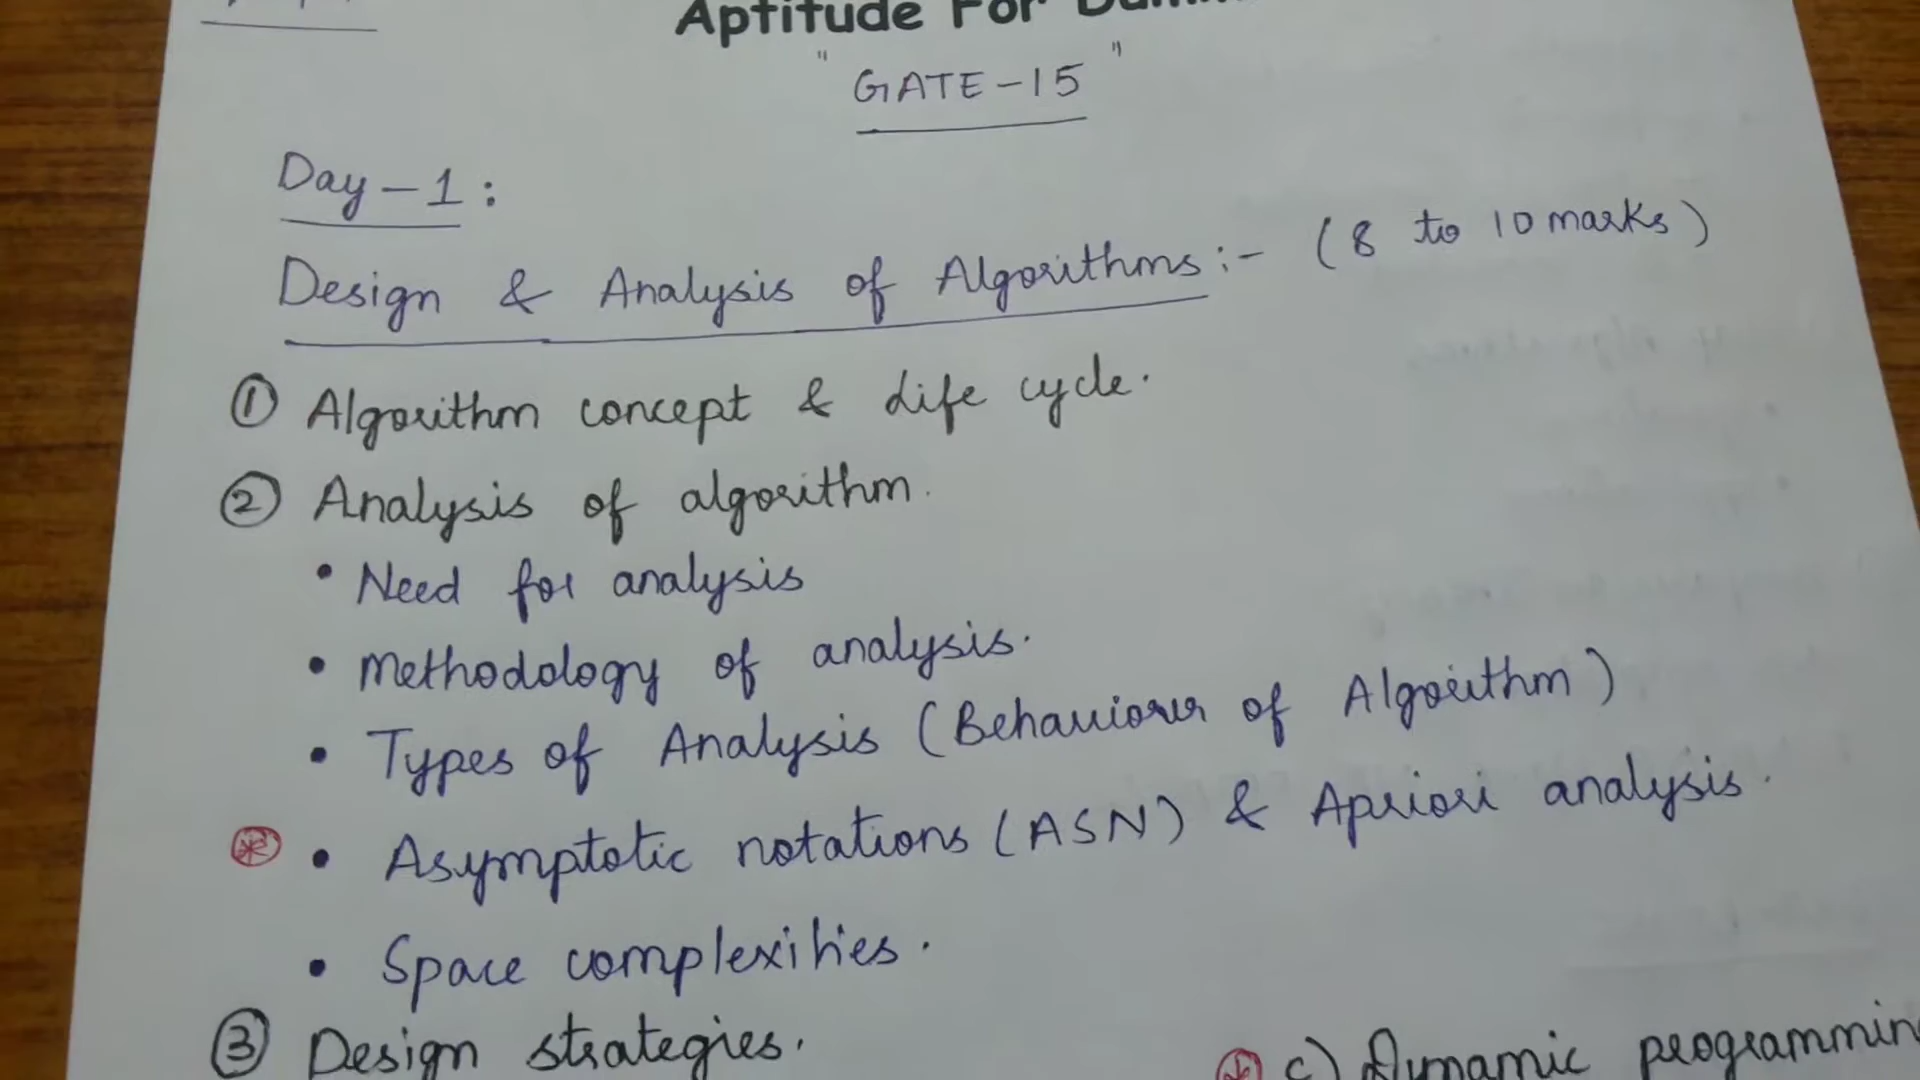 Aptitude For
" GATE-15 "
Day-1:
Design & Analysis of Algorithms:- (8 to 10 marks)
① Algorithm concept & Life cycle.
② Analysis of algorithm.
• Need for analysis
• Methodology of analysis.
• Types of Analysis (Behaviour of Algorithm)
• Asymptotic notations (ASN) & Apriori analysis.
• Space complexities.
③ Design strategies.
c) Dynamic programmin